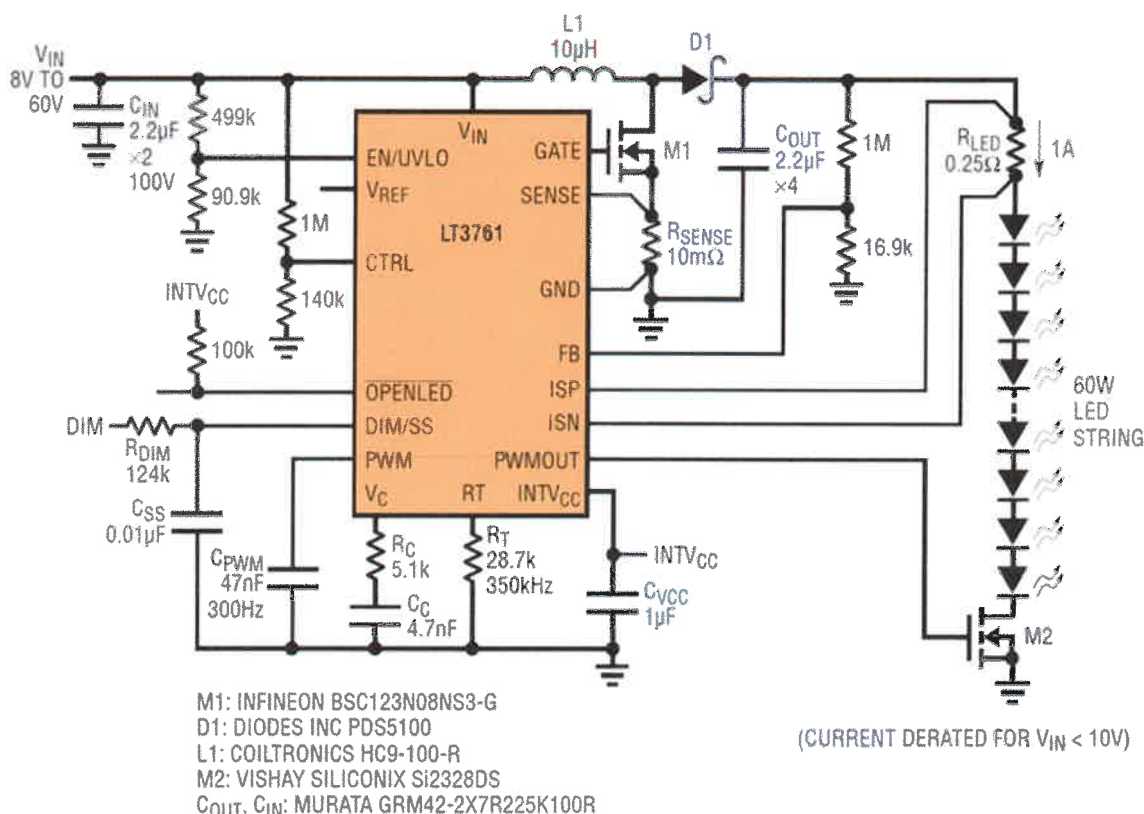 L1
10µH
D1
VIN
8V TO
60V
CIN
2.2µF
×2
100V
499k
90.9k
1M
140k
INTVCC
100k
DIM
RDIM
124k
CSS
0.01µF
CPWM
47nF
300Hz
VIN
EN/UVLO
VREF
LT3761
CTRL
OPENLED
DIM/SS
PWM
VC
RT
INTVCC
GATE
SENSE
GND
FB
ISP
ISN
PWMOUT
M1
RSENSE
10mΩ
COUT
2.2µF
×4
1M
16.9k
RLED
0.25Ω
1A
60W
LED
STRING
RC
5.1k
CC
4.7nF
RT
28.7k
350kHz
INTVCC
CVCC
1µF
M2
M1: INFINEON BSC123N08NS3-G
D1: DIODES INC PDS5100
L1: COILTRONICS HC9-100-R
M2: VISHAY SILICONIX Si2328DS
COUT, CIN: MURATA GRM42-2X7R225K100R
(CURRENT DERATED FOR VIN < 10V)